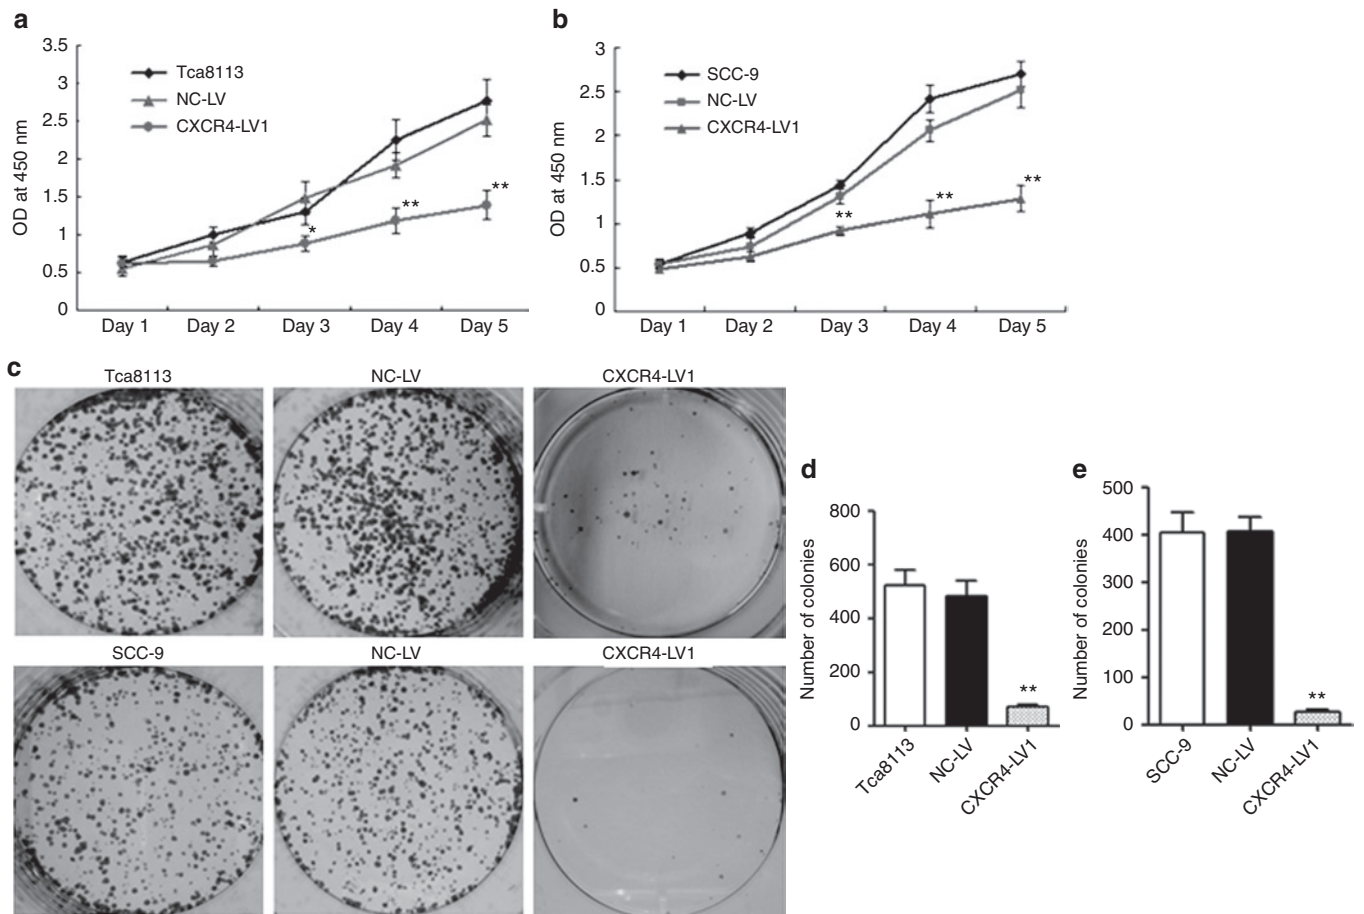 a
3.5
3
2.5
2
1.5
1
0.5
0
OD at 450 nm
Tca8113
NC-LV
CXCR4-LV1
*
**
**
Day 1 Day 2 Day 3 Day 4 Day 5
b
3
2.5
2
1.5
1
0.5
0
OD at 450 nm
SCC-9
NC-LV
CXCR4-LV1
**
**
**
Day 1 Day 2 Day 3 Day 4 Day 5
c
Tca8113 NC-LV CXCR4-LV1
SCC-9 NC-LV CXCR4-LV1
d
800
600
400
200
0
Number of colonies
**
Tca8113
NC-LV
CXCR4-LV1
e
500
400
300
200
100
0
Number of colonies
**
SCC-9
NC-LV
CXCR4-LV1